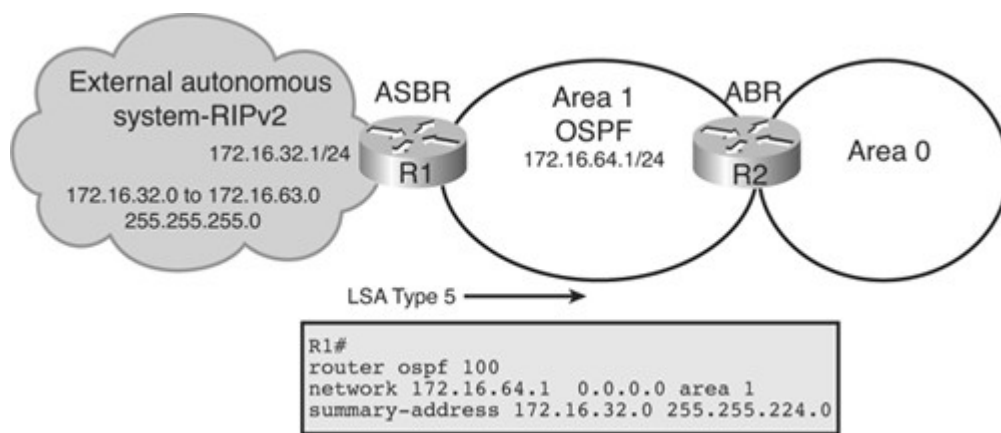 External autonomous
system-RIPv2
172.16.32.1/24
172.16.32.0 to 172.16.63.0
255.255.255.0
ASBR
R1
Area 1
OSPF
172.16.64.1/24
ABR
R2
Area 0
LSA Type 5
R1#
router ospf 100
network 172.16.64.1  0.0.0.0 area 1
summary-address 172.16.32.0 255.255.224.0